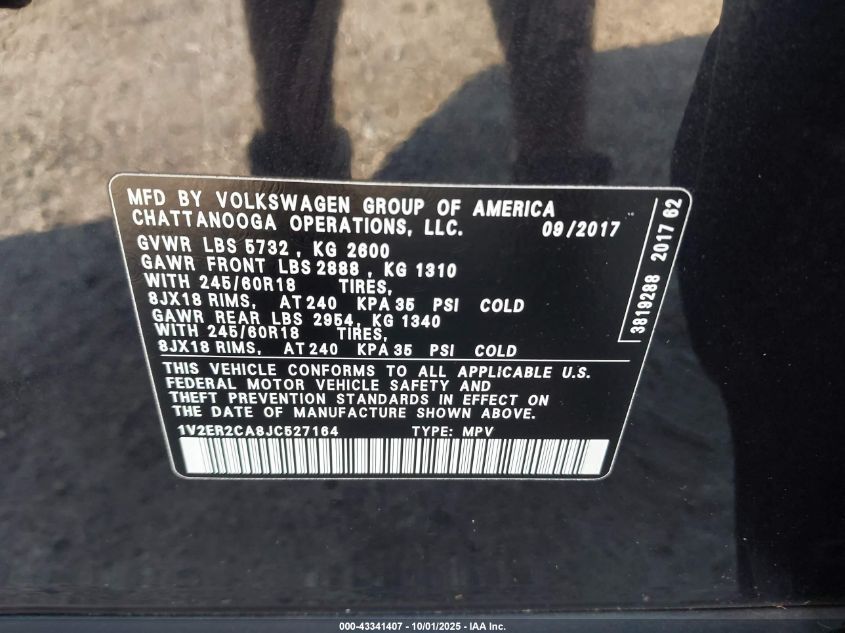 MFD BY VOLKSWAGEN GROUP OF AMERICA
CHATTANOOGA OPERATIONS, LLC. 09/2017
GVWR LBS 5732, KG 2600
GAWR FRONT LBS 2888, KG 1310
WITH 245/60R18 TIRES,
8JX18 RIMS, AT 240 KPA 35 PSI COLD
GAWR REAR LBS 2954, KG 1340
WITH 245/60R18 TIRES,
8JX18 RIMS, AT 240 KPA 35 PSI COLD
THIS VEHICLE CONFORMS TO ALL APPLICABLE U.S.
FEDERAL MOTOR VEHICLE SAFETY AND
THEFT PREVENTION STANDARDS IN EFFECT ON
THE DATE OF MANUFACTURE SHOWN ABOVE.
1V2ER2CA8JC527164 TYPE: MPV
3819288 2017 62
000-43341407 - 10/01/2025 - IAA Inc.